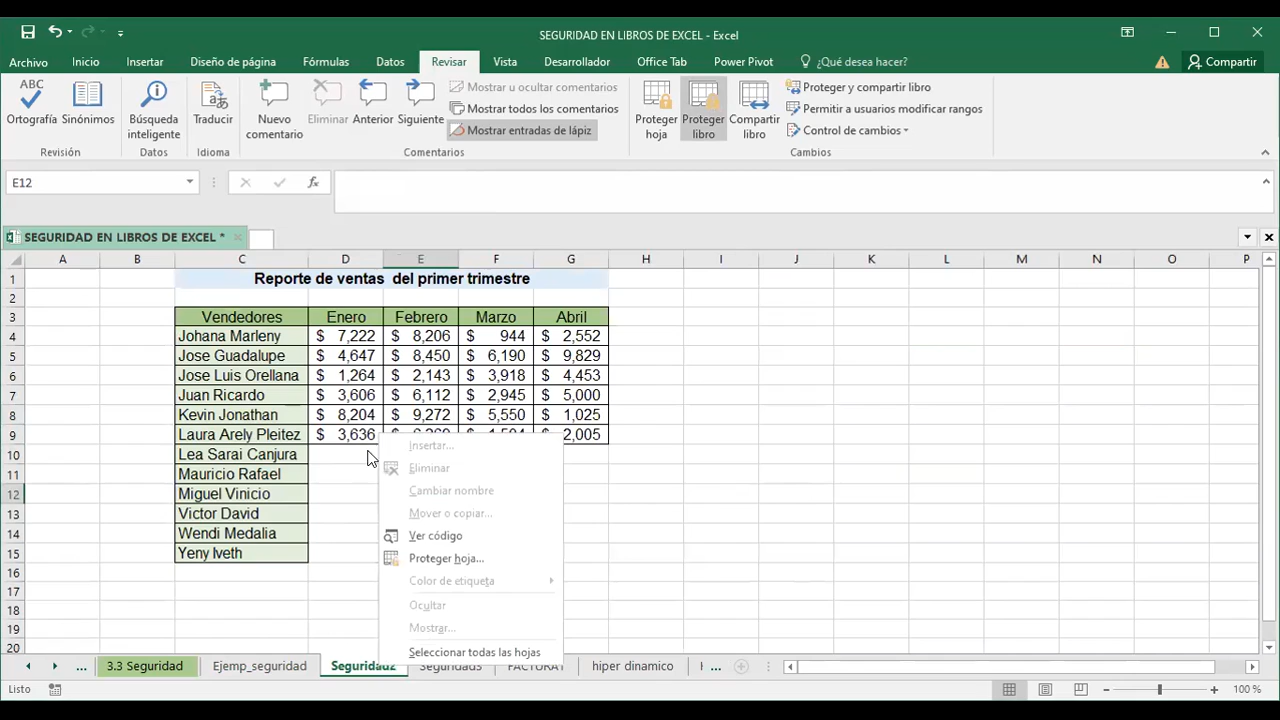 SEGURIDAD EN LIBROS DE EXCEL - Excel
Archivo Inicio Insertar Diseño de página Fórmulas Datos Revisar Vista Desarrollador Office Tab Power Pivot ¿Qué desea hacer? Compartir
ABC
Ortografía Sinónimos Búsqueda inteligente Traducir Nuevo comentario Eliminar Anterior Siguiente
Mostrar u ocultar comentarios
Mostrar todos los comentarios
Mostrar entradas de lápiz
Proteger hoja Proteger libro Compartir libro
Proteger y compartir libro
Permitir a usuarios modificar rangos
Control de cambios
Revisión Datos Idioma Comentarios Cambios
E12 fx
SEGURIDAD EN LIBROS DE EXCEL *
A B C D E F G H I J K L M N O P
1 Reporte de ventas del primer trimestre
2
3 Vendedores Enero Febrero Marzo Abril
4 Johana Marleny $ 7,222 $ 8,206 $ 944 $ 2,552
5 Jose Guadalupe $ 4,647 $ 8,450 $ 6,190 $ 9,829
6 Jose Luis Orellana $ 1,264 $ 2,143 $ 3,918 $ 4,453
7 Juan Ricardo $ 3,606 $ 6,112 $ 2,945 $ 5,000
8 Kevin Jonathan $ 8,204 $ 9,272 $ 5,550 $ 1,025
9 Laura Arely Pleitez $ 3,636 2,005
10 Lea Sarai Canjura
11 Mauricio Rafael
12 Miguel Vinicio
13 Victor David
14 Wendi Medalia
15 Yeny Iveth
16
17
18
19
20
Insertar...
Eliminar
Cambiar nombre
Mover o copiar...
Ver código
Proteger hoja...
Color de etiqueta
Ocultar
Mostrar...
Seleccionar todas las hojas
... 3.3 Seguridad Ejemp_seguridad Seguridad2 Seguridad3 FACTURA1 hiper dinamico ...
Listo 100 %